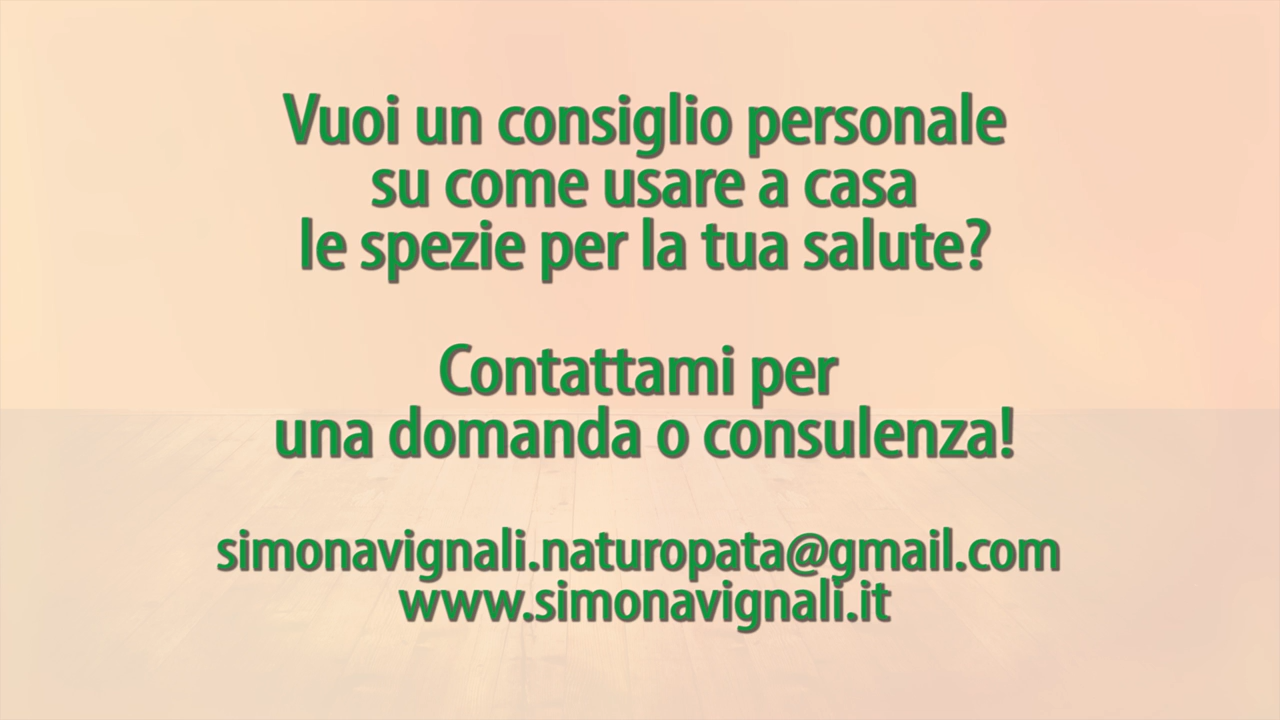 Vuoi un consiglio personale
su come usare a casa
le spezie per la tua salute?
Contattami per
una domanda o consulenza!
simonavignali.naturopata@gmail.com
www.simonavignali.it